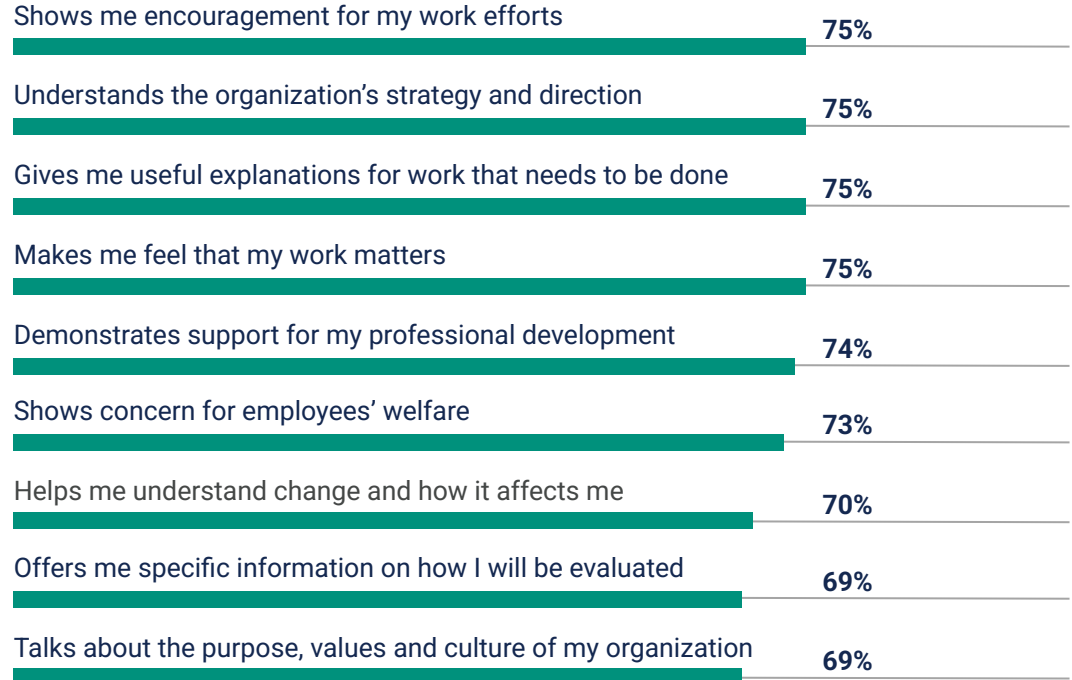 Shows me encouragement for my work efforts
75%
Understands the organization’s strategy and direction
75%
Gives me useful explanations for work that needs to be done
75%
Makes me feel that my work matters
75%
Demonstrates support for my professional development
74%
Shows concern for employees’ welfare
73%
Helps me understand change and how it affects me
70%
Offers me specific information on how I will be evaluated
69%
Talks about the purpose, values and culture of my organization
69%